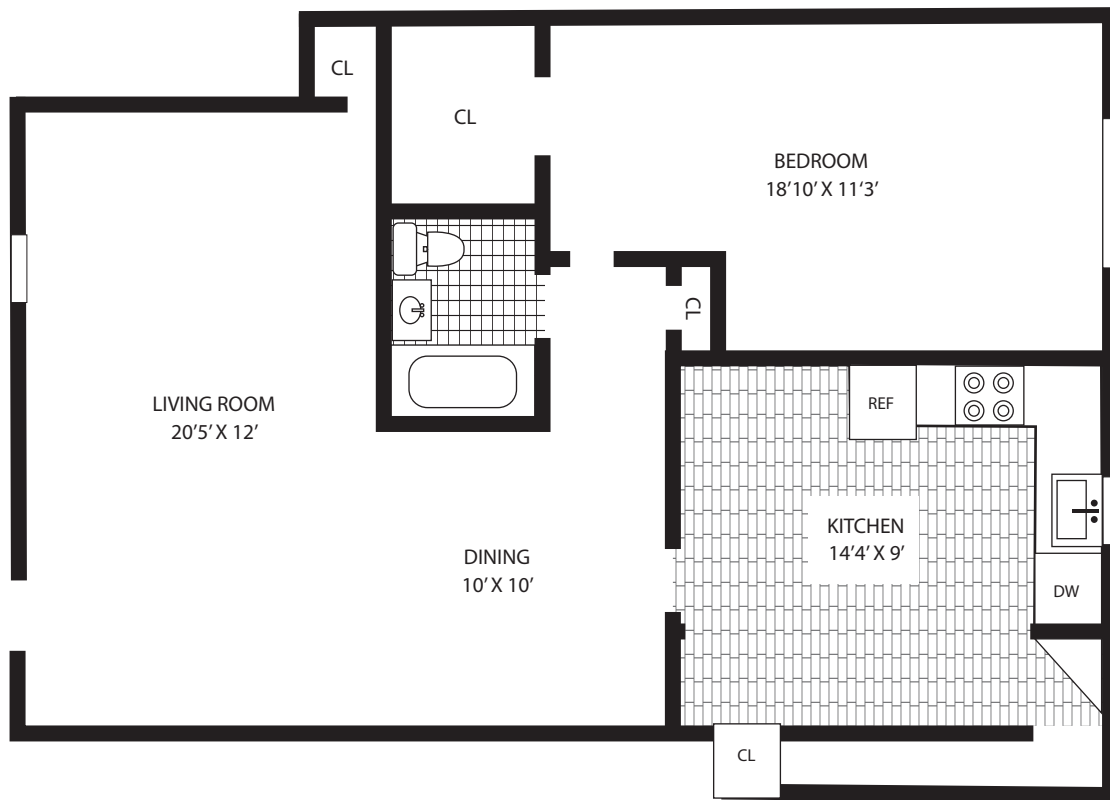 CL
CL
BEDROOM
18'10' X 11‘3’
CL
LIVING ROOM
20'5' X 12’
REF
KITCHEN
14'4' X 9’
DINING
10’ X 10’
DW
CL